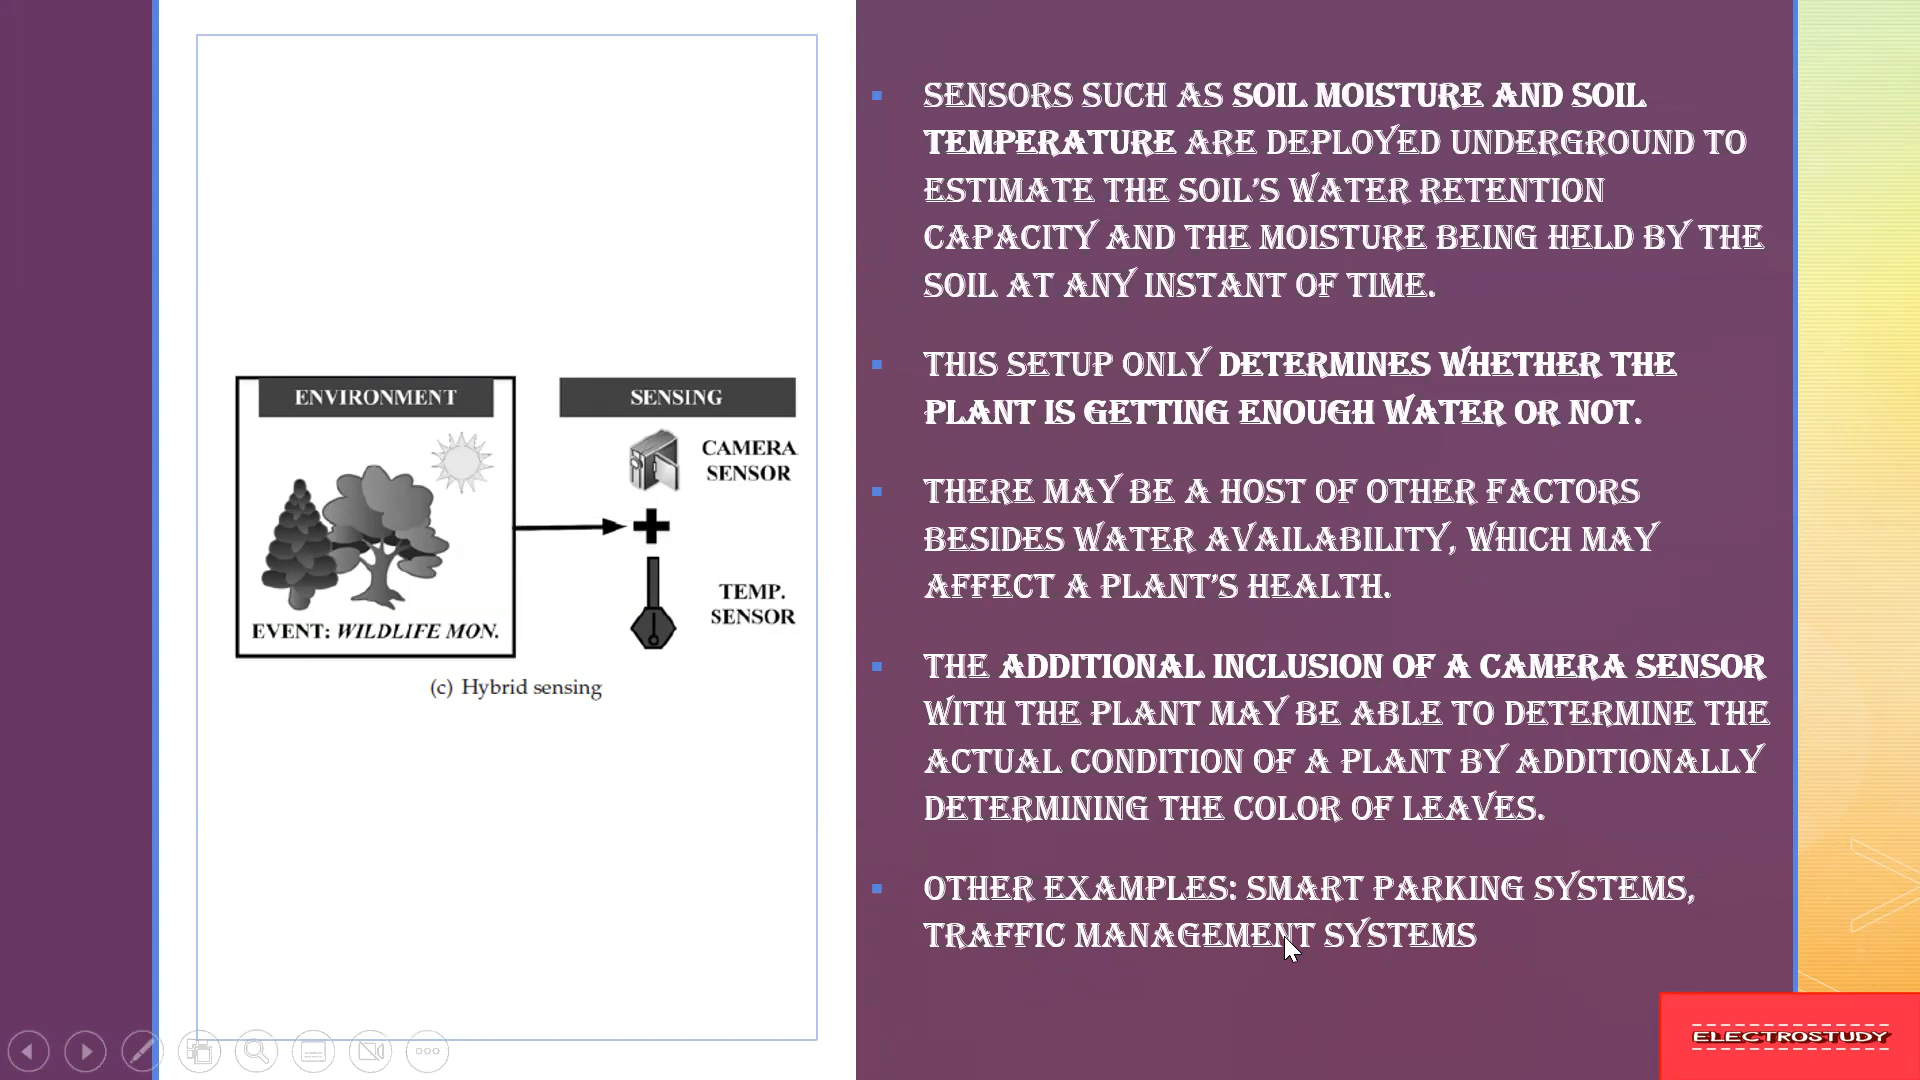 ENVIRONMENT
SENSING
CAMERA
SENSOR
TEMP.
SENSOR
EVENT: WILDLIFE MON.
(c) Hybrid sensing
SENSORS SUCH AS SOIL MOISTURE AND SOIL
TEMPERATURE ARE DEPLOYED UNDERGROUND TO
ESTIMATE THE SOIL’S WATER RETENTION
CAPACITY AND THE MOISTURE BEING HELD BY THE
SOIL AT ANY INSTANT OF TIME.
THIS SETUP ONLY DETERMINES WHETHER THE
PLANT IS GETTING ENOUGH WATER OR NOT.
THERE MAY BE A HOST OF OTHER FACTORS
BESIDES WATER AVAILABILITY, WHICH MAY
AFFECT A PLANT’S HEALTH.
THE ADDITIONAL INCLUSION OF A CAMERA SENSOR
WITH THE PLANT MAY BE ABLE TO DETERMINE THE
ACTUAL CONDITION OF A PLANT BY ADDITIONALLY
DETERMINING THE COLOR OF LEAVES.
OTHER EXAMPLES: SMART PARKING SYSTEMS,
TRAFFIC MANAGEMENT SYSTEMS
ELECTROSTUDY